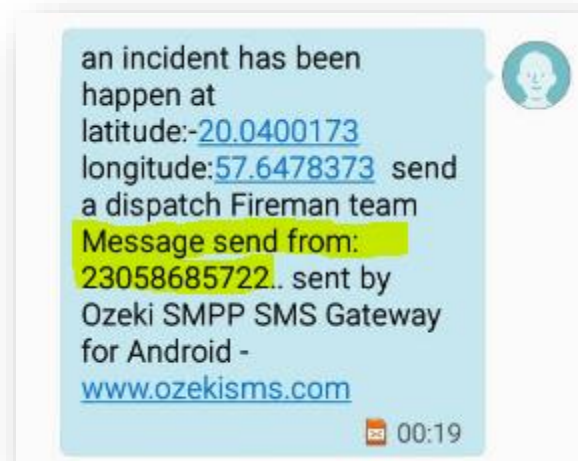 an incident has been
happen at
latitude:-20.0400173
longitude:57.6478373  send
a dispatch Fireman team
Message send from:
23058685722.. sent by
Ozeki SMPP SMS Gateway
for Android -
www.ozekisms.com
00:19